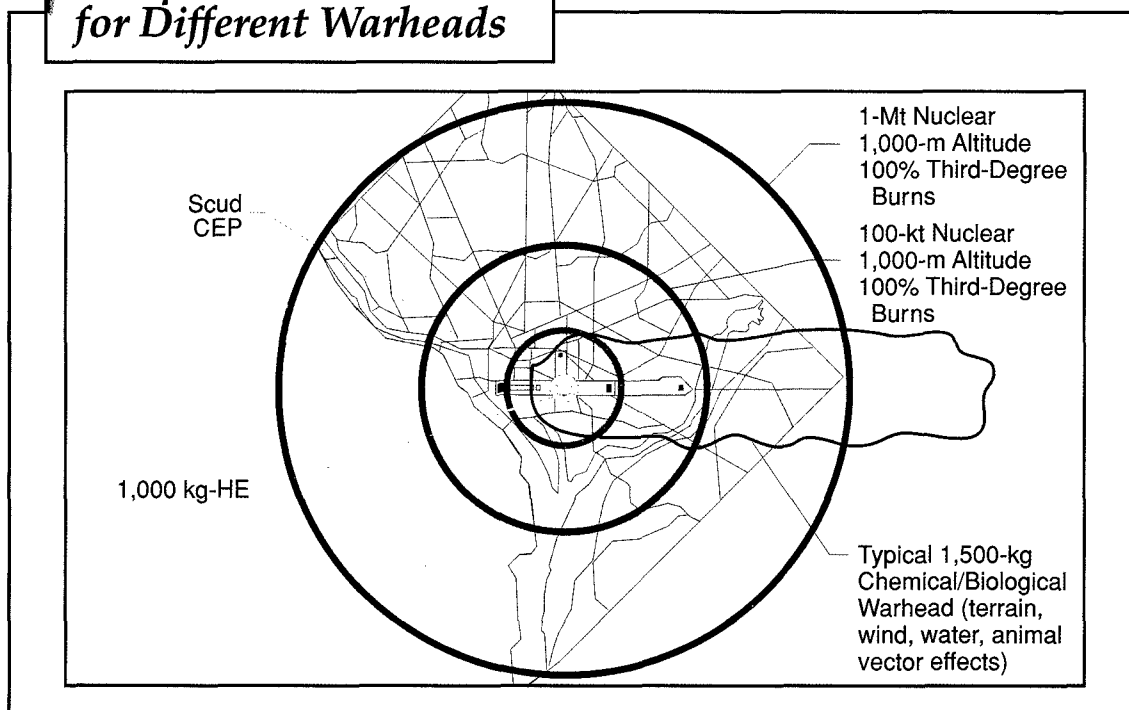 for Different Warheads
1-Mt Nuclear
1,000-m Altitude
100% Third-Degree
Burns
Scud
CEP
100-kt Nuclear
1,000-m Altitude
100% Third-Degree
Burns
1,000 kg-HE
Typical 1,500-kg
Chemical/Biological
Warhead (terrain,
wind, water, animal
vector effects)